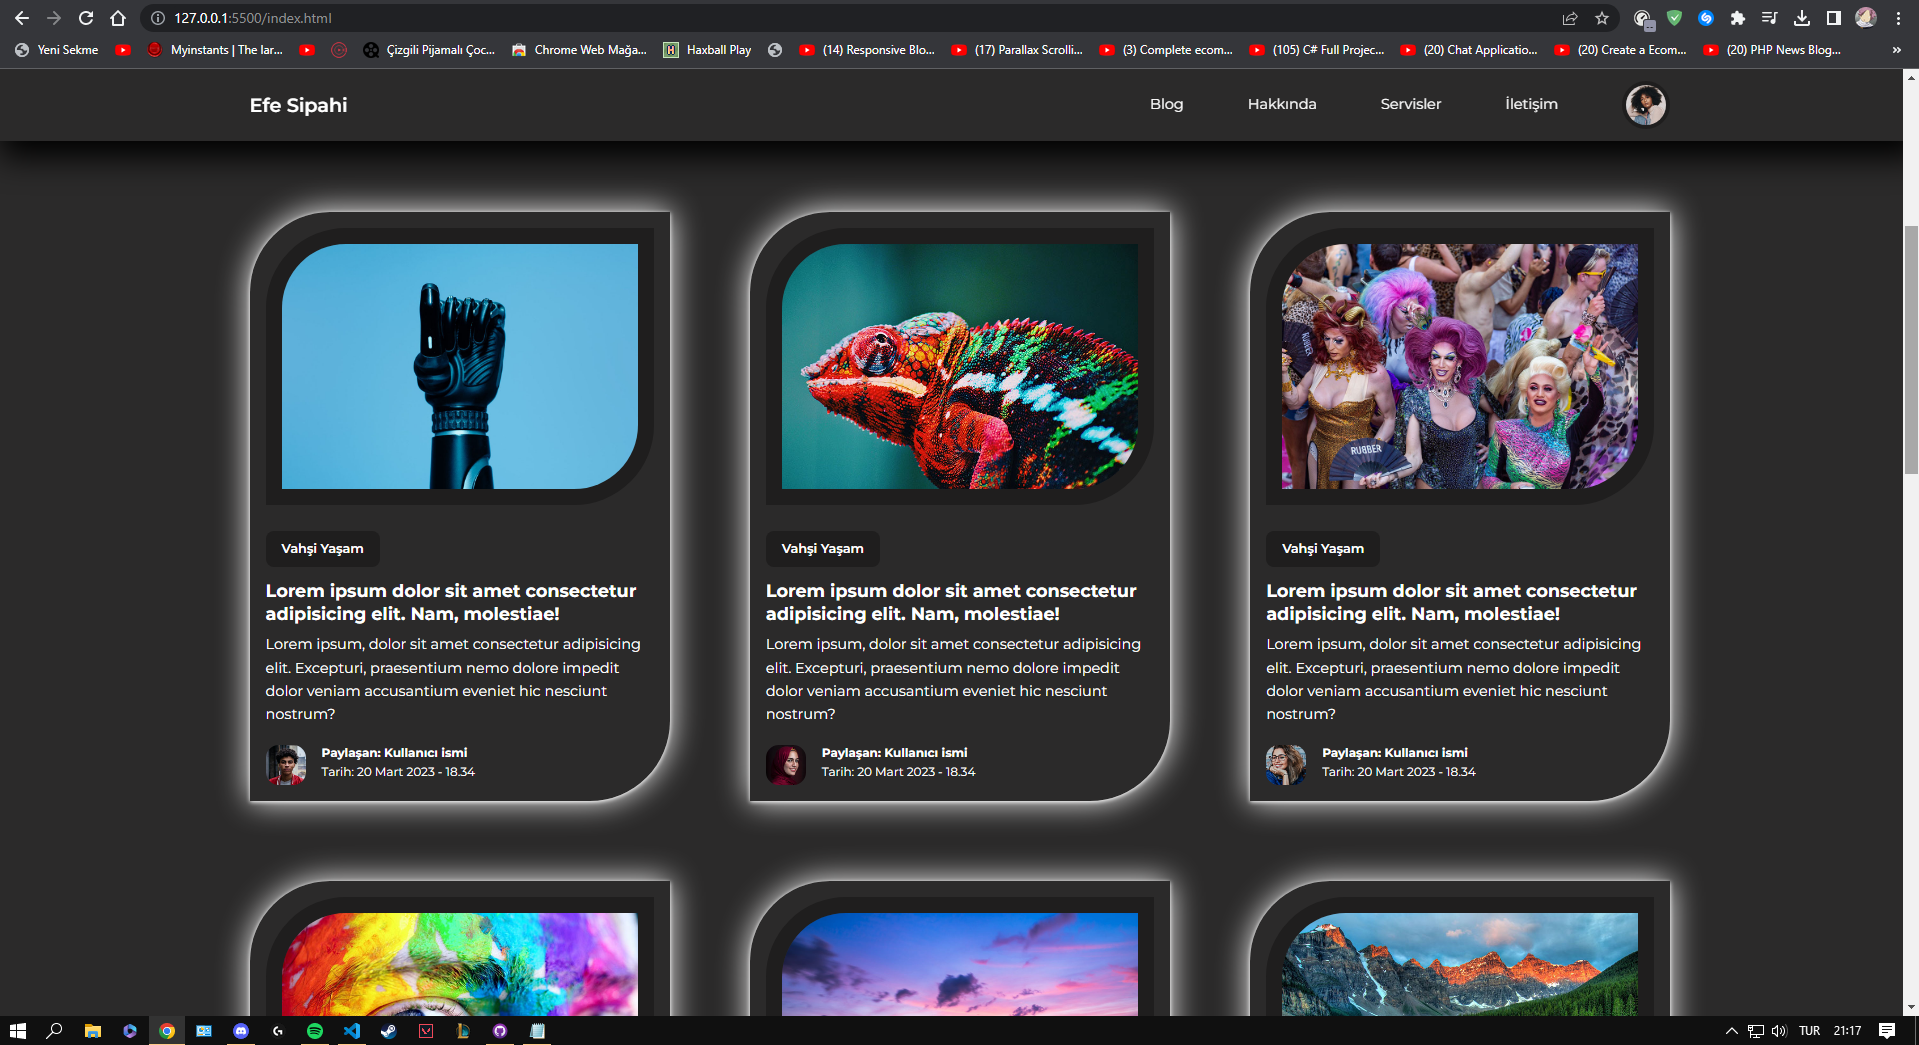 127.0.0.1:5500/index.html
Yeni Sekme
Myinstants | The lar...
Çizgili Pijamalı Çoc...
Chrome Web Mağa...
Haxball Play
(14) Responsive Blo...
(17) Parallax Scrolli...
(3) Complete ecom...
(105) C# Full Projec...
(20) Chat Applicatio...
(20) Create a Ecom...
(20) PHP News Blog...
»
Efe Sipahi
Blog
Hakkında
Servisler
İletişim
RUBBER
RUBBER
Vahşi Yaşam
Lorem ipsum dolor sit amet consectetur
adipisicing elit. Nam, molestiae!
Lorem ipsum, dolor sit amet consectetur adipisicing
elit. Excepturi, praesentium nemo dolore impedit
dolor veniam accusantium eveniet hic nesciunt
nostrum?
Paylaşan: Kullanıcı ismi
Tarih: 20 Mart 2023 - 18.34
Vahşi Yaşam
Lorem ipsum dolor sit amet consectetur
adipisicing elit. Nam, molestiae!
Lorem ipsum, dolor sit amet consectetur adipisicing
elit. Excepturi, praesentium nemo dolore impedit
dolor veniam accusantium eveniet hic nesciunt
nostrum?
Paylaşan: Kullanıcı ismi
Tarih: 20 Mart 2023 - 18.34
Vahşi Yaşam
Lorem ipsum dolor sit amet consectetur
adipisicing elit. Nam, molestiae!
Lorem ipsum, dolor sit amet consectetur adipisicing
elit. Excepturi, praesentium nemo dolore impedit
dolor veniam accusantium eveniet hic nesciunt
nostrum?
Paylaşan: Kullanıcı ismi
Tarih: 20 Mart 2023 - 18.34
TUR
21:17